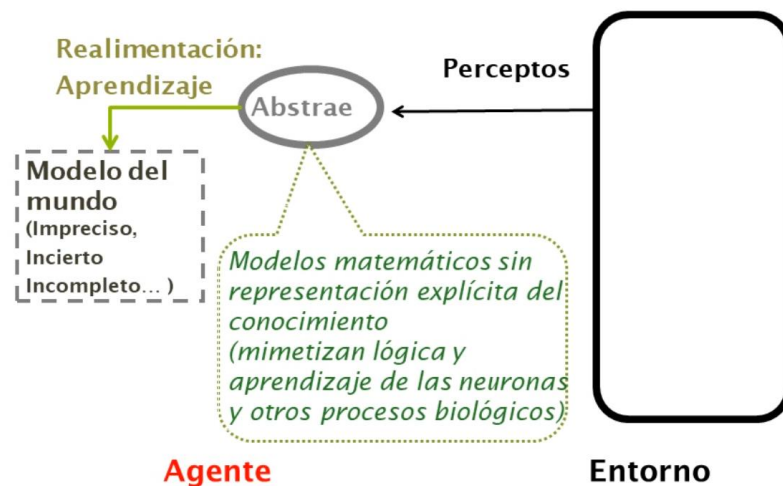 Realimentación:
Aprendizaje
Abstrae
Perceptos
Modelo del
mundo
(Impreciso,
Incierto
Incompleto... )
Modelos matemáticos sin
representación explícita del
conocimiento
(mimetizan lógica y
aprendizaje de las neuronas
y otros procesos biológicos)
Agente
Entorno